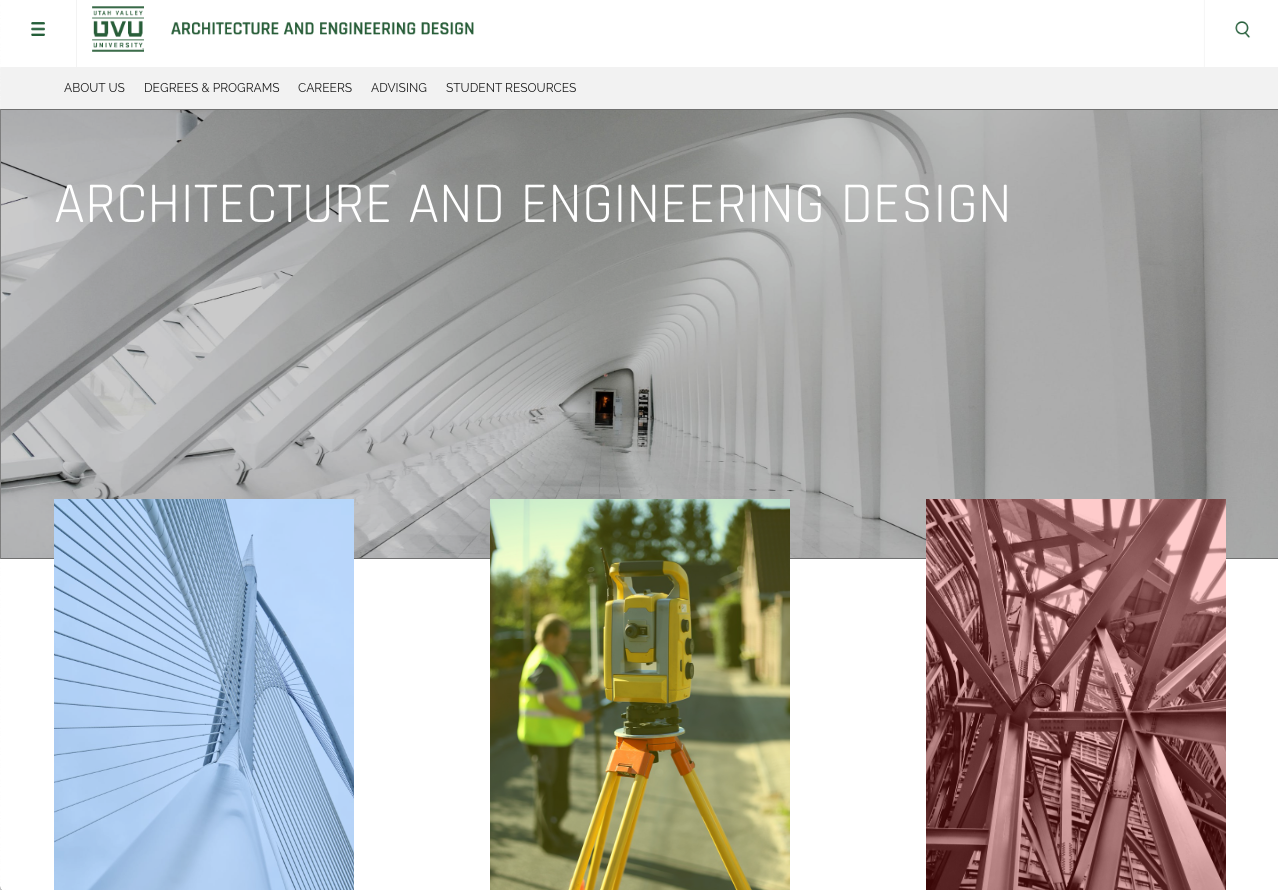 UTAH VALLEY
UVU
UNIVERSITY
ARCHITECTURE AND ENGINEERING DESIGN
ABOUT US DEGREES & PROGRAMS CAREERS ADVISING STUDENT RESOURCES
ARCHITECTURE AND ENGINEERING DESIGN